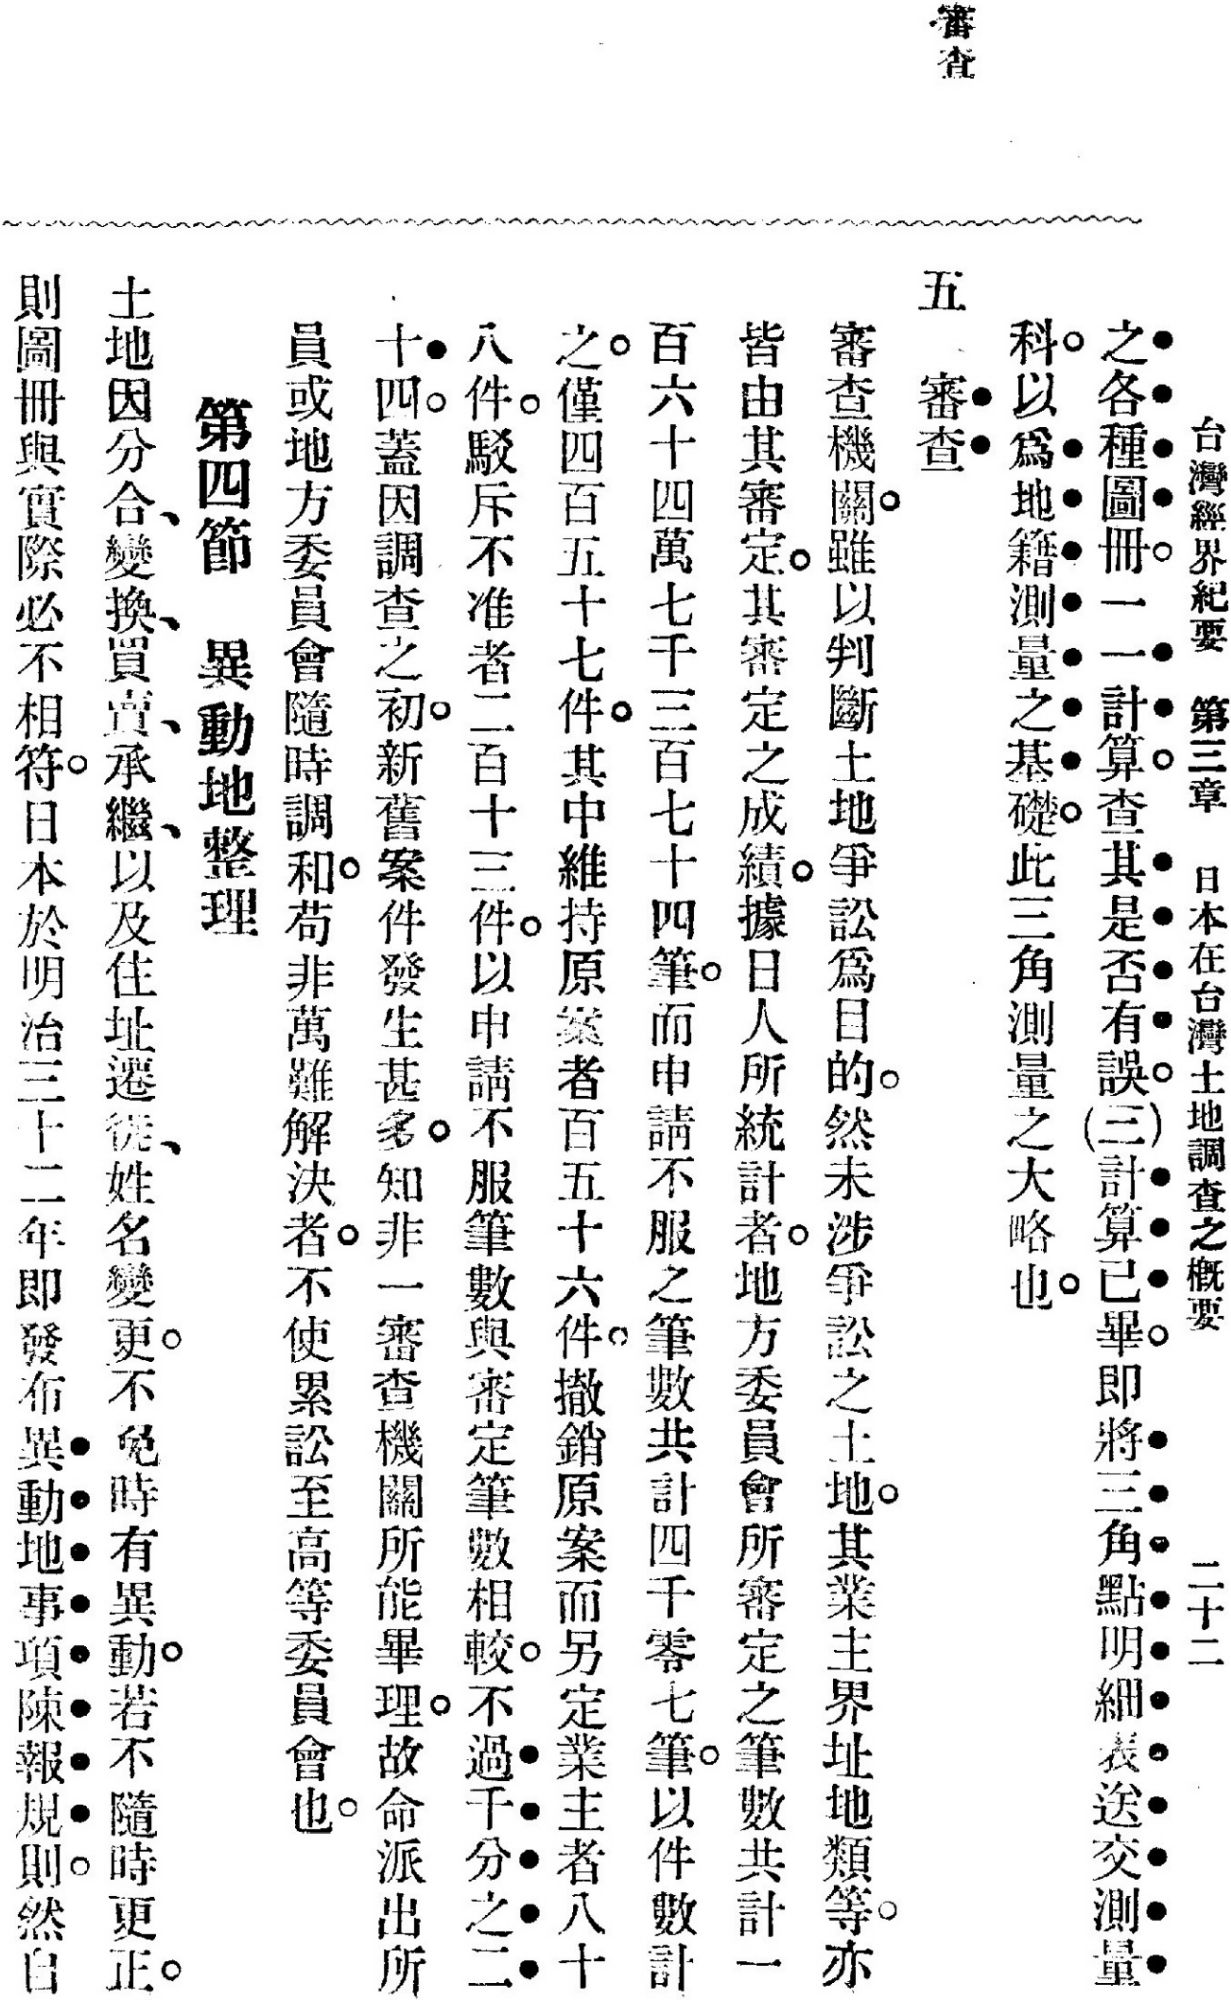 台灣經界紀要　第三章　日本在台灣土地調查之概要　二十二
之各種圖冊。一一計算。查其是否有誤。(三)計算已畢。即將三角點明細表送交測量
科。以爲地籍測量之基礎。此三角測量之大略也。
審查
五　審查
審查機關。雖以判斷土地爭訟爲目的。然未涉爭訟之土地。其業主界址地類等。亦
皆由其審定。其審定之成績。據日人所統計者。地方委員會所審定之筆數共計一
百六十四萬七千三百七十四筆。而申請不服之筆數共計四千零七筆。以件數計
之。僅四百五十七件。其中維持原案者百五十六件。撤銷原案而另定業主者八十
八件。駁斥不准者二百十三件。以申請不服筆數與審定筆數相較。不過千分之二
十四。蓋因調查之初。新舊案件發生甚多。知非一審查機關所能畢理。故命派出所
員或地方委員會隨時調和。苟非萬難解決者。不使累訟至高等委員會也。
第四節　異動地整理
土地因分合、變換、買賣、承繼、以及住址遷徙、姓名變更。不免時有異動。若不隨時更正。
則圖冊與實際必不相符。日本於明治三十二年即發布異動地事項陳報規則。然自